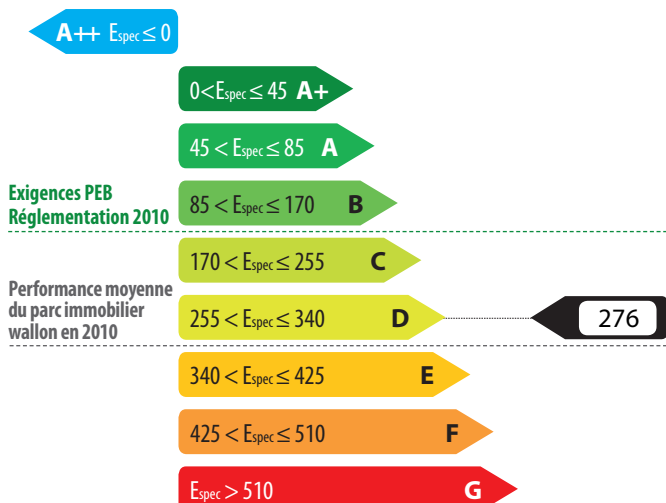 A++ Espec ≤ 0
0 < Espec ≤ 45 A+
45 < Espec ≤ 85 A
Exigences PEB
Réglementation 2010
85 < Espec ≤ 170 B
170 < Espec ≤ 255 C
Performance moyenne
du parc immobilier
wallon en 2010
255 < Espec ≤ 340 D
276
340 < Espec ≤ 425 E
425 < Espec ≤ 510 F
Espec > 510 G